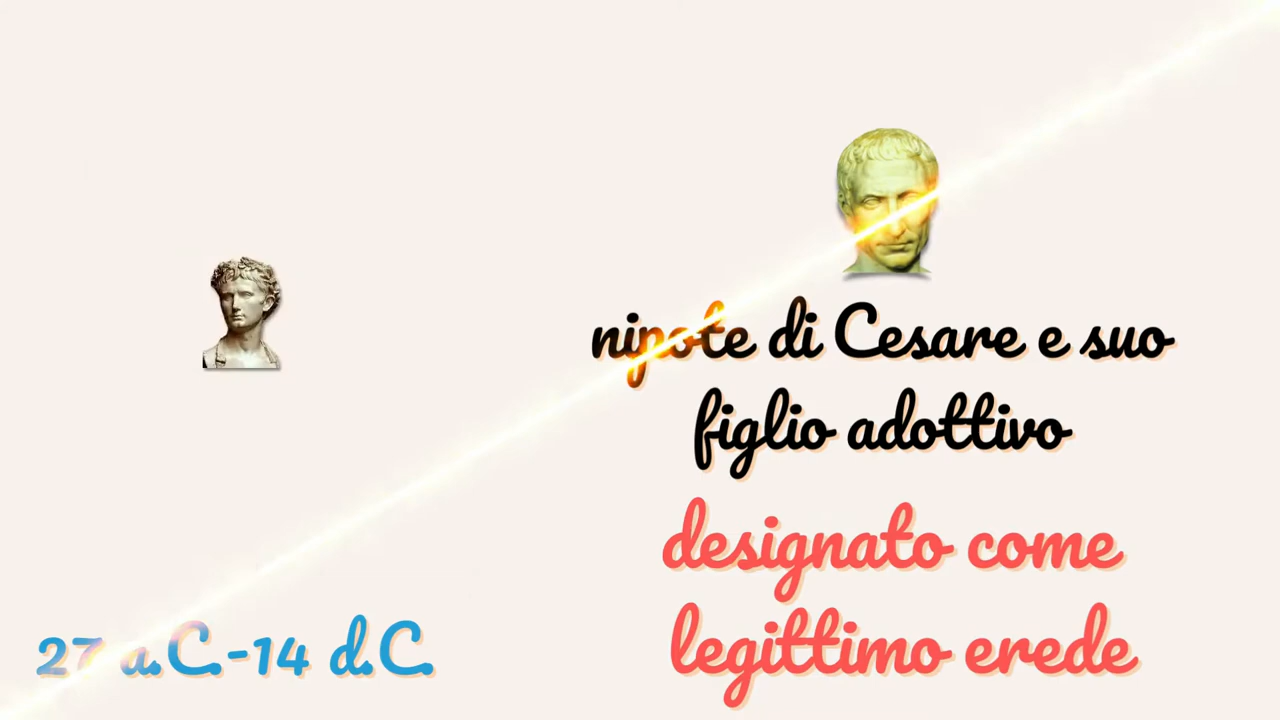 nipote di Cesare e suo
figlio adottivo
designato come
legittimo erede
27 a.C.-14 d.C.